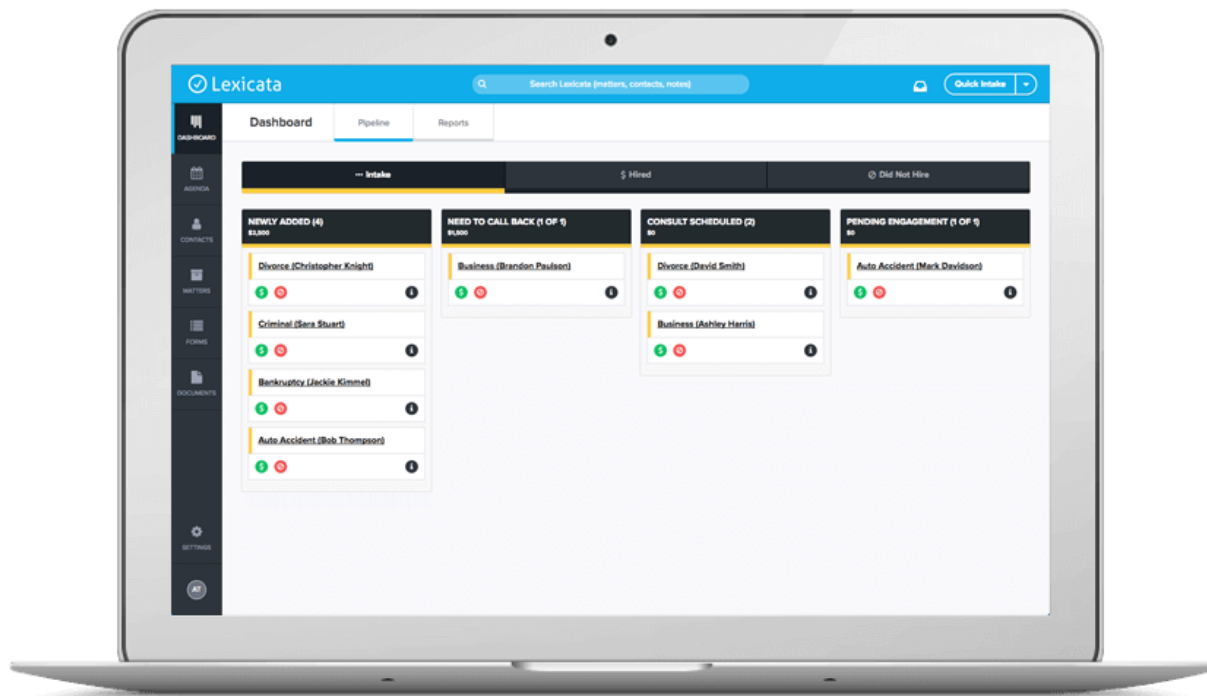 Lexicata
Search Lexicata (matters, contacts, notes)
Quick Intake
DASHBOARD
Dashboard
Pipeline
Reports
AGENDA
CONTACTS
MATTERS
FORMS
DOCUMENTS
SETTINGS
AT
Intake
$ Hired
Did Not Hire
NEWLY ADDED (4)
$3,500
Divorce (Christopher Knight)
Criminal (Sara Stuart)
Bankruptcy (Jackie Kimmel)
Auto Accident (Bob Thompson)
NEED TO CALL BACK (1 OF 1)
$1,500
Business (Brandon Paulson)
CONSULT SCHEDULED (2)
$0
Divorce (David Smith)
Business (Ashley Harris)
PENDING ENGAGEMENT (1 OF 1)
$0
Auto Accident (Mark Davidson)